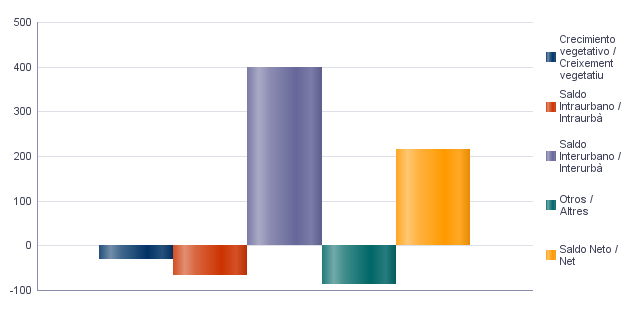 500
400
300
200
100
0
-100
Crecimiento
vegetativo /
Creixement
vegetatiu
Saldo
Intraurbano /
Intraurbà
Saldo
Interurbano /
Interurbà
Otros /
Altres
Saldo Neto /
Net